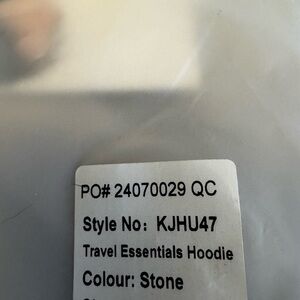 PO# 24070029 QC
Style No: KJHU47
Travel Essentials Hoodie
Colour: Stone